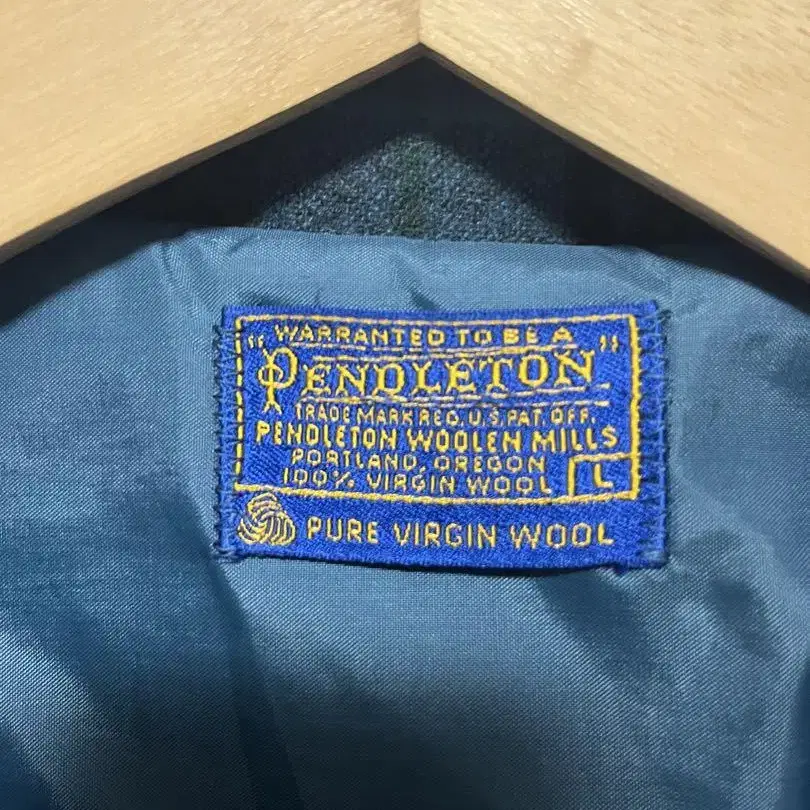 "WARRANTED TO BE A
PENDLETON"
TRADE MARK REG. U.S. PAT. OFF.
PENDLETON WOOLEN MILLS
PORTLAND, OREGON
100% VIRGIN WOOL L
PURE VIRGIN WOOL